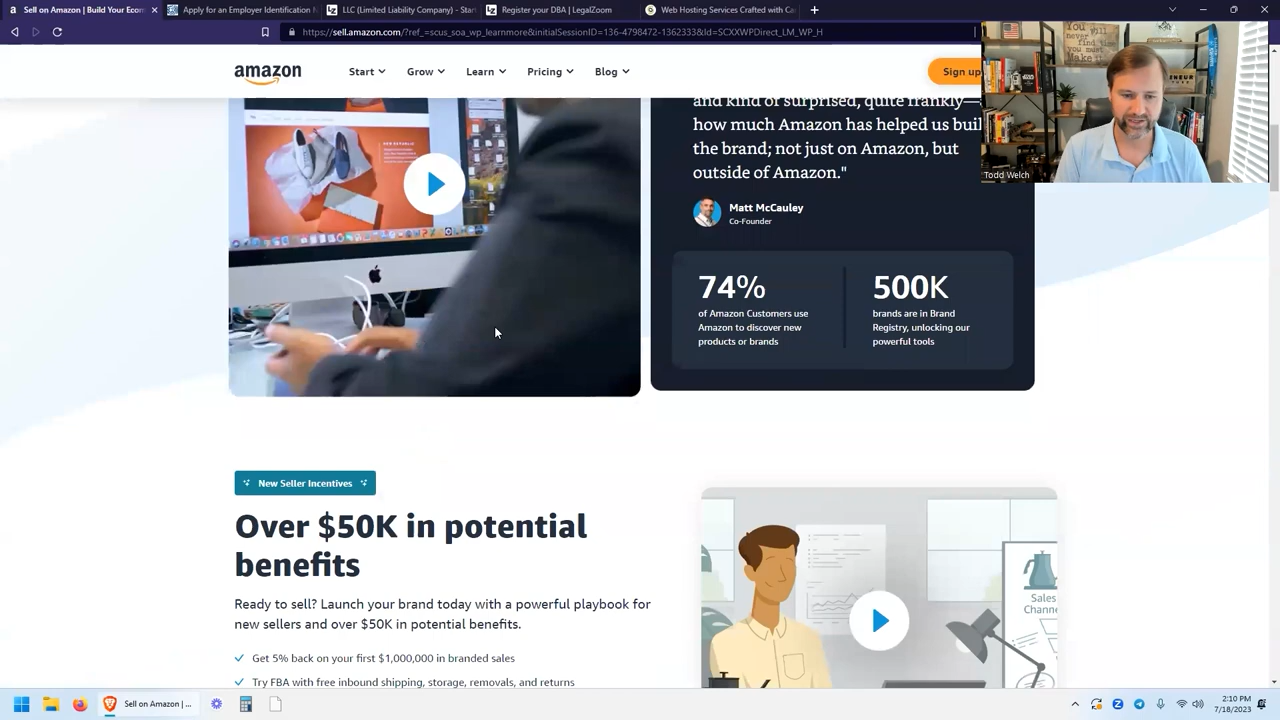 Sell on Amazon | Build Your Ecom
Apply for an Employer Identificat
LLC (Limited Liability Company) - Star
Register your DBA | LegalZoom
Web Hosting Services Crafted with Ca
https://sell.amazon.com/?ref_=scus_soa_wp_learnmore&initialSessionID=136-4798472-1362333&ld=SCXXWPDirect_LM_WP_H
amazon
Start
Grow
Learn
Pricing
Blog
Sign up
Todd Welch
and kind of surprised, quite frankly—
how much Amazon has helped us buil
the brand; not just on Amazon, but
outside of Amazon."
Matt McCauley
Co-Founder
74%
of Amazon Customers use
Amazon to discover new
products or brands
500K
brands are in Brand
Registry, unlocking our
powerful tools
New Seller Incentives
Over $50K in potential
benefits
Ready to sell? Launch your brand today with a powerful playbook for
new sellers and over $50K in potential benefits.
Get 5% back on your first $1,000,000 in branded sales
Try FBA with free inbound shipping, storage, removals, and returns
Sales
Channe
Sell on Amazon | ...
2:10 PM
7/18/2023